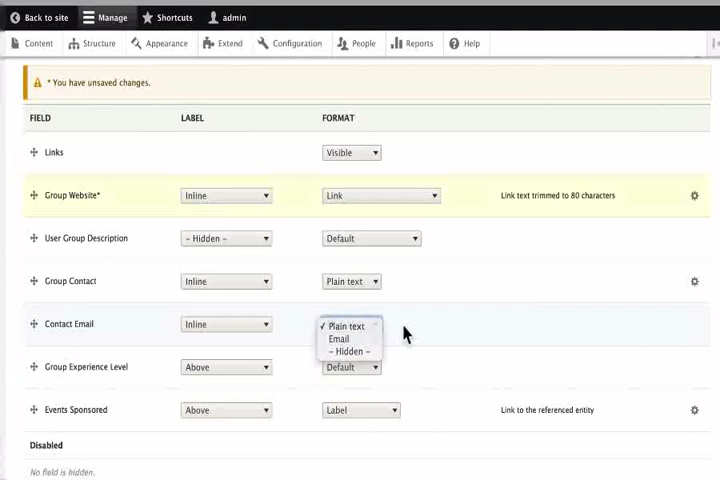 Back to site Manage Shortcuts admin
Content Structure Appearance Extend Configuration People Reports Help
* You have unsaved changes.
FIELD LABEL FORMAT
Links Visible
Group Website* Inline Link Link text trimmed to 80 characters
User Group Description - Hidden - Default
Group Contact Inline Plain text
Contact Email Inline ✓ Plain text
Email
- Hidden -
Group Experience Level Above Default
Events Sponsored Above Label Link to the referenced entity
Disabled
No field is hidden.